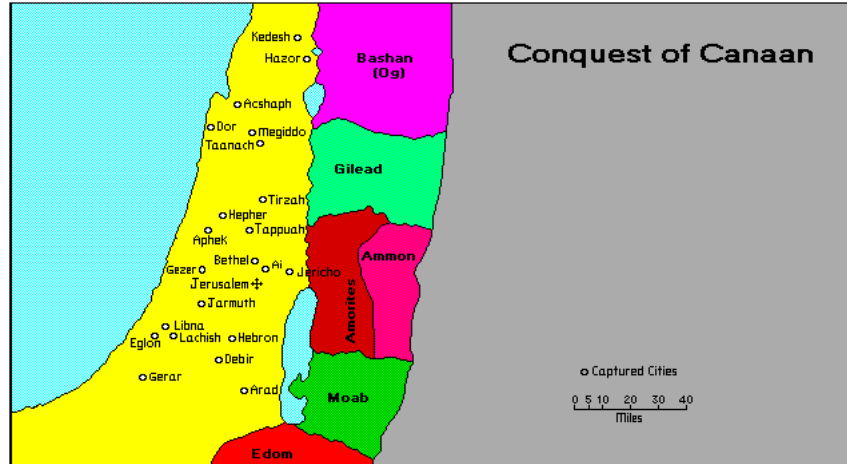 Conquest of Canaan
Kedesh
Hazor
Bashan
(Og)
Acshaph
Dor
Megiddo
Taanach
Gilead
Tirzah
Hepher
Aphek
Tappuah
Ammon
Bethel
Ai
Gezer
Jericho
Jerusalem
Jarmuth
Amorites
Libna
Eglon
Lachish
Hebron
Debir
Gerar
Arad
Moab
Edom
Captured Cities
0 5 10 20 30 40
Miles